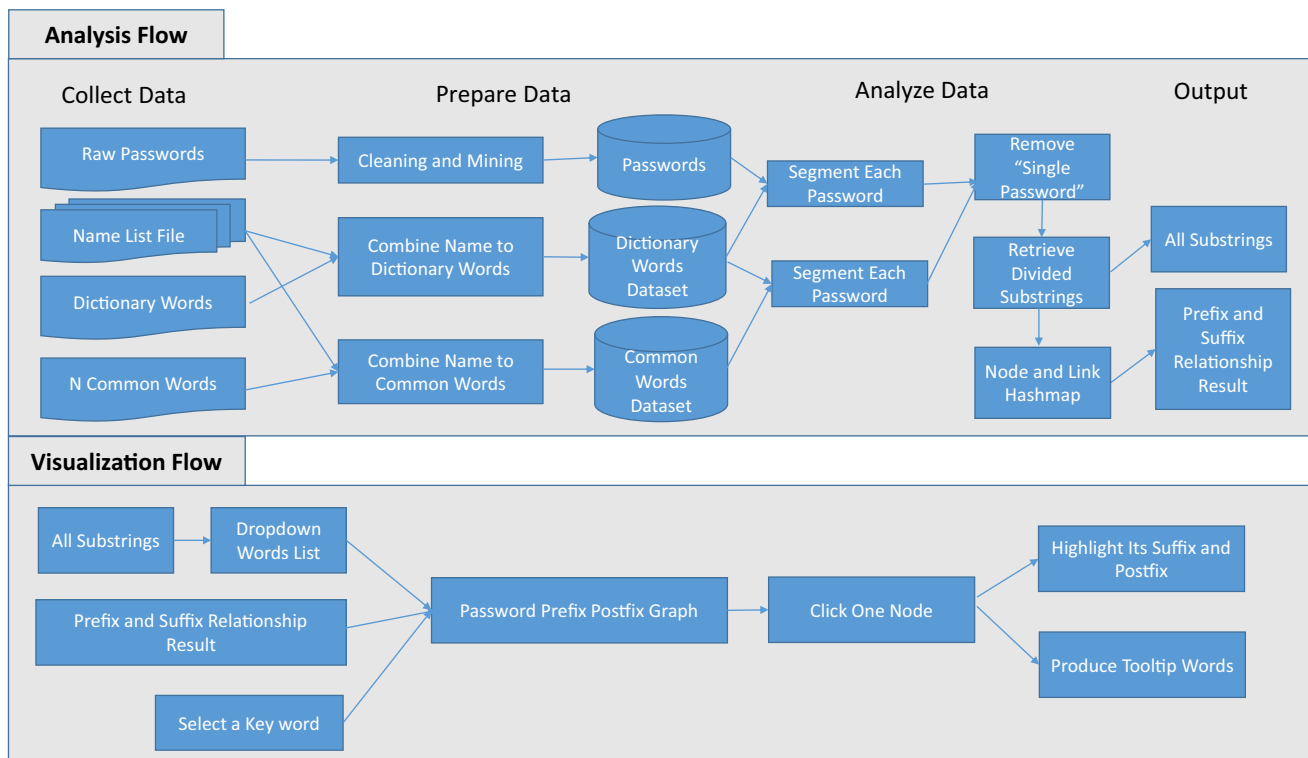 Analysis Flow
Collect Data
Prepare Data
Analyze Data
Output
Raw Passwords
Name List File
Dictionary Words
N Common Words
Cleaning and Mining
Combine Name to
Dictionary Words
Combine Name to
Common Words
Passwords
Dictionary
Words
Dataset
Common
Words
Dataset
Segment Each
Password
Segment Each
Password
Remove
“Single
Password”
Retrieve
Divided
Substrings
Node and Link
Hashmap
All Substrings
Prefix and
Suffix
Relationship
Result
Visualization Flow
All Substrings
Dropdown
Words List
Prefix and Suffix Relationship
Result
Select a Key word
Password Prefix Postfix Graph
Click One Node
Highlight Its Suffix and
Postfix
Produce Tooltip Words